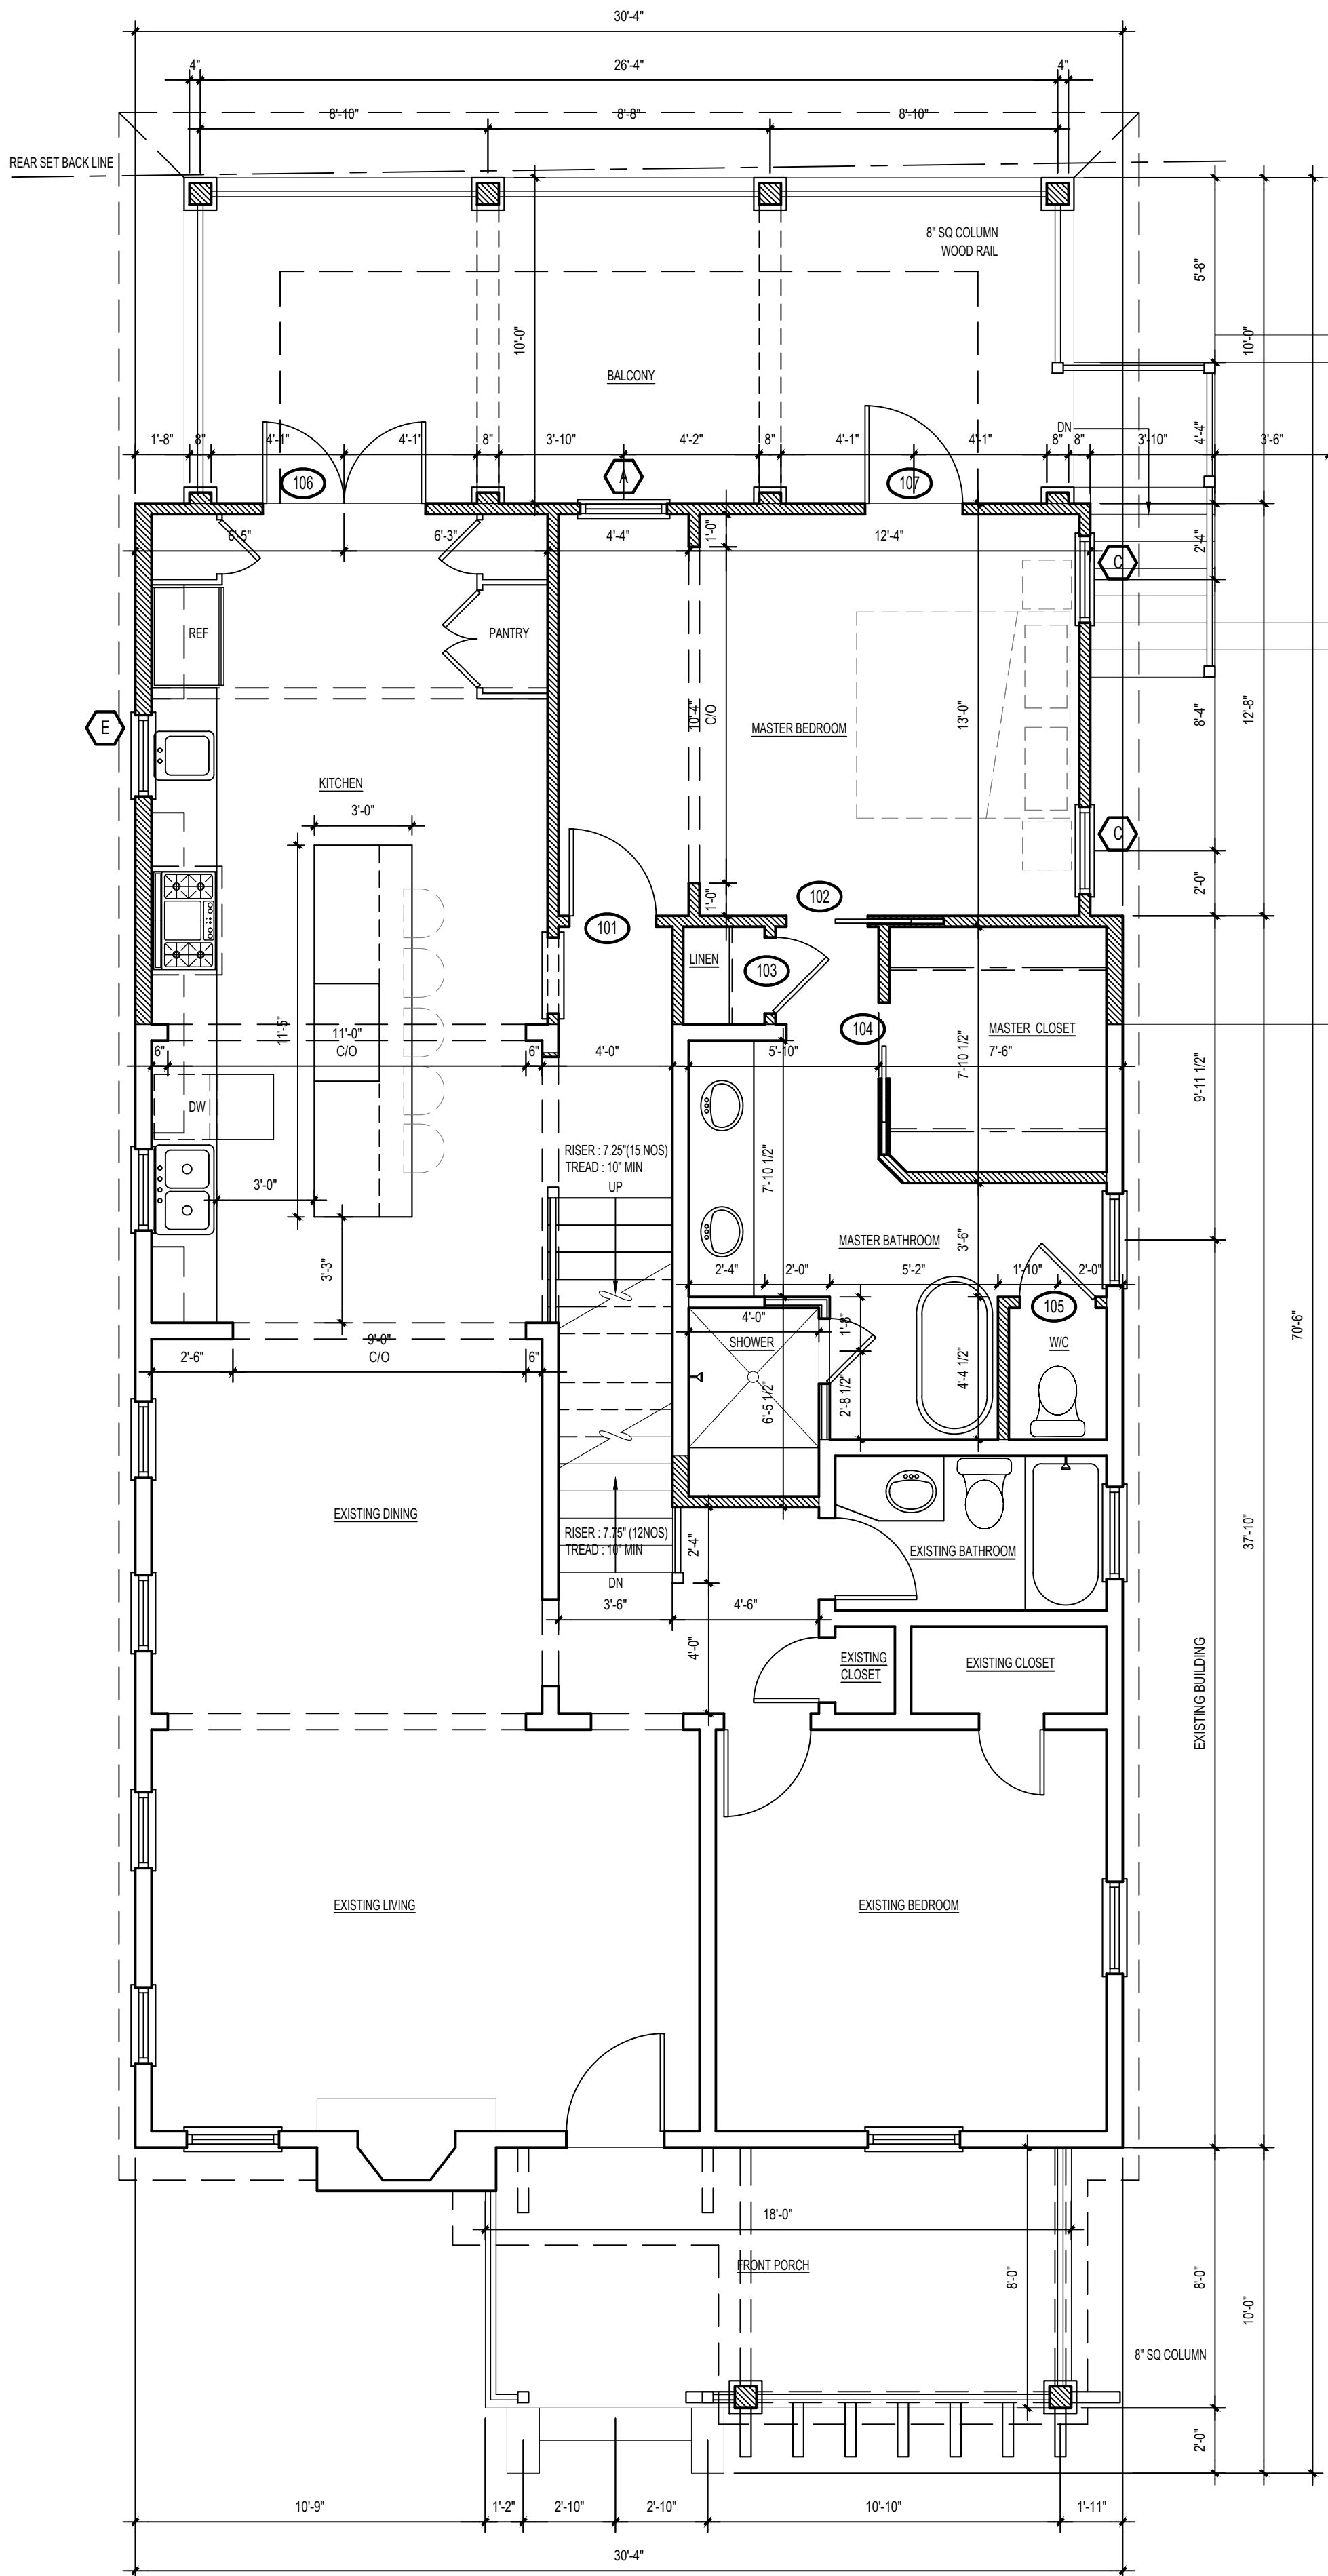 30'-4"
4" 26'-4" 4"
8'-10" 8'-8" 8'-10"
REAR SET BACK LINE
8" SQ COLUMN
WOOD RAIL
5'-8"
10'-0"
10'-0"
BALCONY
1'-8" 8" 4'-1" 4'-1" 8" 3'-10" 4'-2" 8" 4'-1" 4'-1" 8" 8" 3'-10" 4'-4" 3'-6"
DN
106
A
107
6'-5" 6'-3" 4'-4" 1'-0" 12'-4" 2'-4"
C
REF
PANTRY
E
10'-4"
C/O
MASTER BEDROOM
13'-0"
8'-4"
12'-8"
KITCHEN
3'-0"
C
2'-0"
1'-0"
102
101
LINEN
103
104
MASTER CLOSET
7'-6"
7'-10 1/2"
11'-5"
11'-0"
C/O
6" 6" 4'-0" 5'-10"
9'-11 1/2"
DW
RISER : 7.25"(15 NOS)
TREAD : 10" MIN
UP
7'-10 1/2"
3'-0"
MASTER BATHROOM
3'-6"
3'-3"
2'-4" 2'-0" 5'-2" 1'-10" 2'-0"
105
4'-0"
1'-8"
SHOWER
W/C
9'-0"
C/O
2'-6" 6"
6'-5 1/2"
2'-8 1/2"
4'-4 1/2"
70'-6"
EXISTING DINING
RISER : 7.75" (12NOS)
TREAD : 10" MIN
DN
2'-4"
EXISTING BATHROOM
37'-10"
3'-6" 4'-6"
4'-0"
EXISTING
CLOSET
EXISTING CLOSET
EXISTING BUILDING
EXISTING LIVING
EXISTING BEDROOM
18'-0"
FRONT PORCH
8'-0"
8'-0"
10'-0"
8" SQ COLUMN
2'-0"
10'-9" 1'-2" 2'-10" 2'-10" 10'-10" 1'-11"
30'-4"